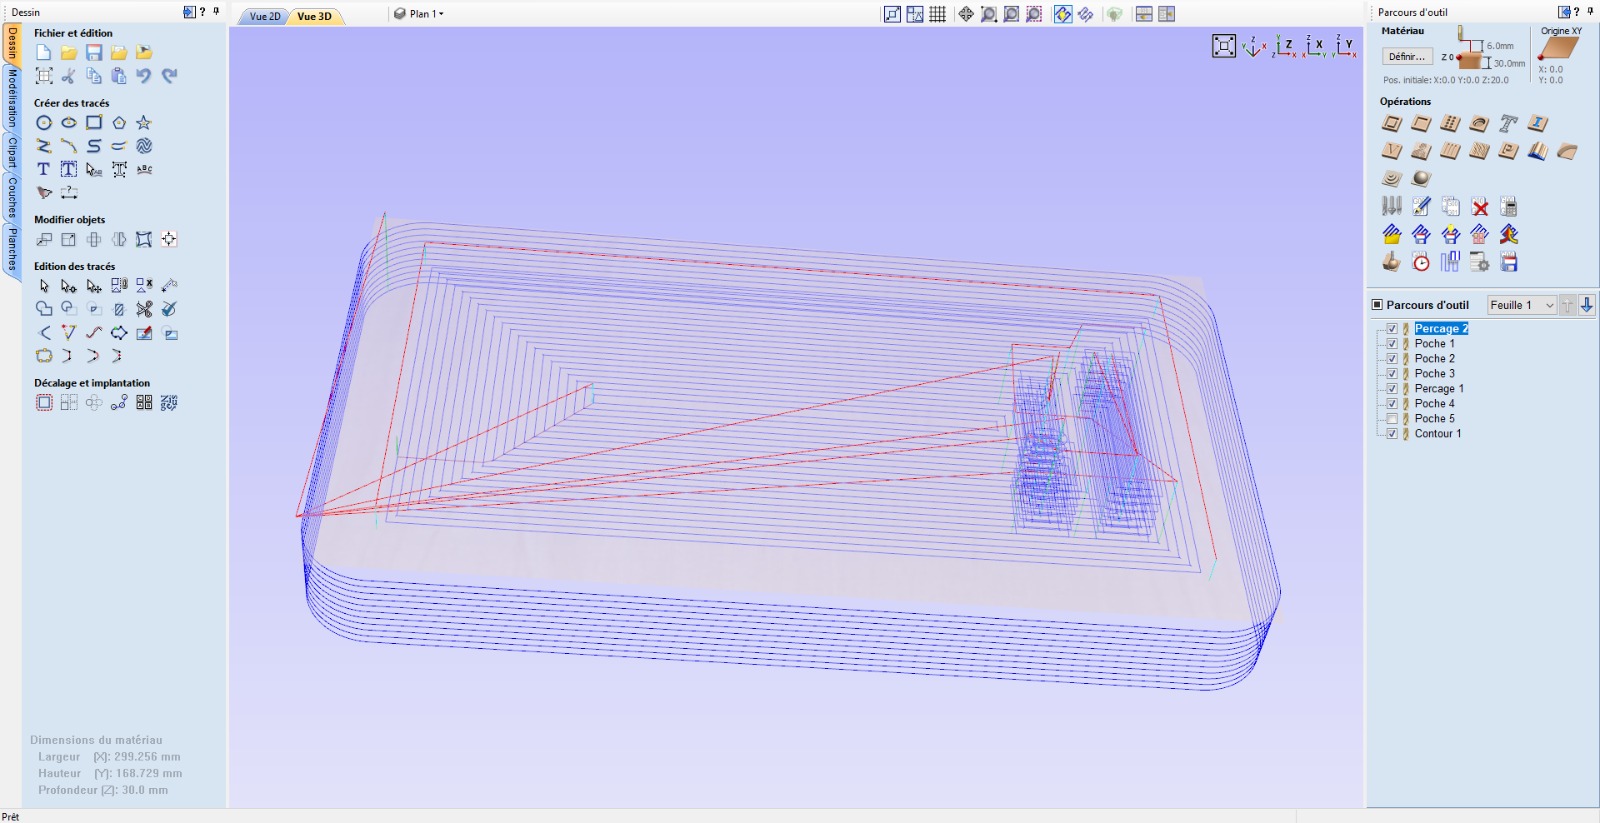 Dessin
Vue 2D
Vue 3D
Plan 1
Parcours d'outil
Dessin
Modélisation
Clipart
Couches
Planches
Fichier et édition
Créer des tracés
Modifier objets
Edition des tracés
Décalage et implantation
Dimensions du matériau
Largeur (X): 299.256 mm
Hauteur (Y): 168.729 mm
Profondeur (Z): 30.0 mm
Prêt
Y X
Y Z X
Z X Y
Z Y X
Matériau
Définir...
Z 0
6.0mm
30.0mm
Origine XY
X: 0.0
Y: 0.0
Pos. initiale: X:0.0 Y:0.0 Z:20.0
Opérations
Parcours d'outil
Feuille 1
Percage 2
Poche 1
Poche 2
Poche 3
Percage 1
Poche 4
Poche 5
Contour 1